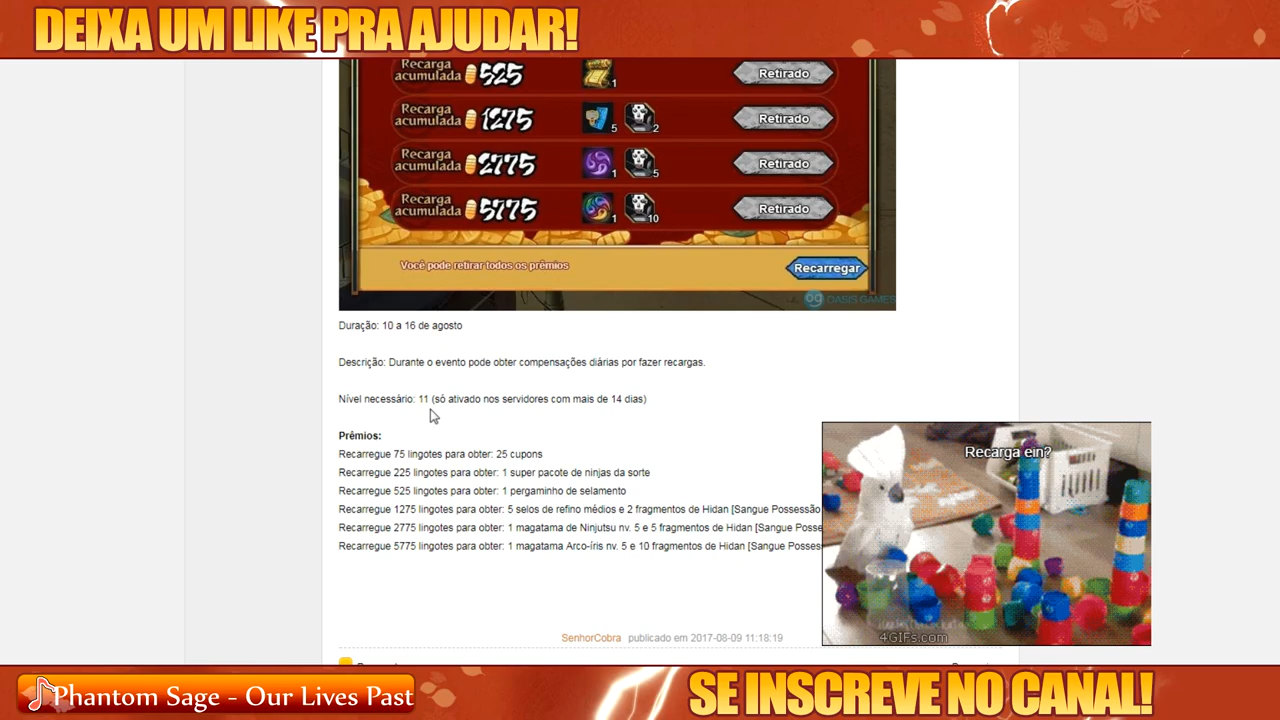 DEIXA UM LIKE PRA AJUDAR!
Recarga acumulada 525 1 Retirado
Recarga acumulada 1275 5 2 Retirado
Recarga acumulada 2775 1 5 Retirado
Recarga acumulada 5775 1 10 Retirado
Você pode retirar todos os prêmios
Recarregar
OASIS GAMES
Duração: 10 a 16 de agosto
Descrição: Durante o evento pode obter compensações diárias por fazer recargas.
Nível necessário: 11 (só ativado nos servidores com mais de 14 dias)
Prêmios:
Recarregue 75 lingotes para obter: 25 cupons
Recarregue 225 lingotes para obter: 1 super pacote de ninjas da sorte
Recarregue 525 lingotes para obter: 1 pergaminho de selamento
Recarregue 1275 lingotes para obter: 5 selos de refino médios e 2 fragmentos de Hidan [Sangue Possessão
Recarregue 2775 lingotes para obter: 1 magatama de Ninjutsu nv. 5 e 5 fragmentos de Hidan [Sangue Posse
Recarregue 5775 lingotes para obter: 1 magatama Arco-íris nv. 5 e 10 fragmentos de Hidan [Sangue Posses
Recarga ein?
4GIFs.com
SenhorCobra publicado em 2017-08-09 11:18:19
Phantom Sage - Our Lives Past
SE INSCREVE NO CANAL!